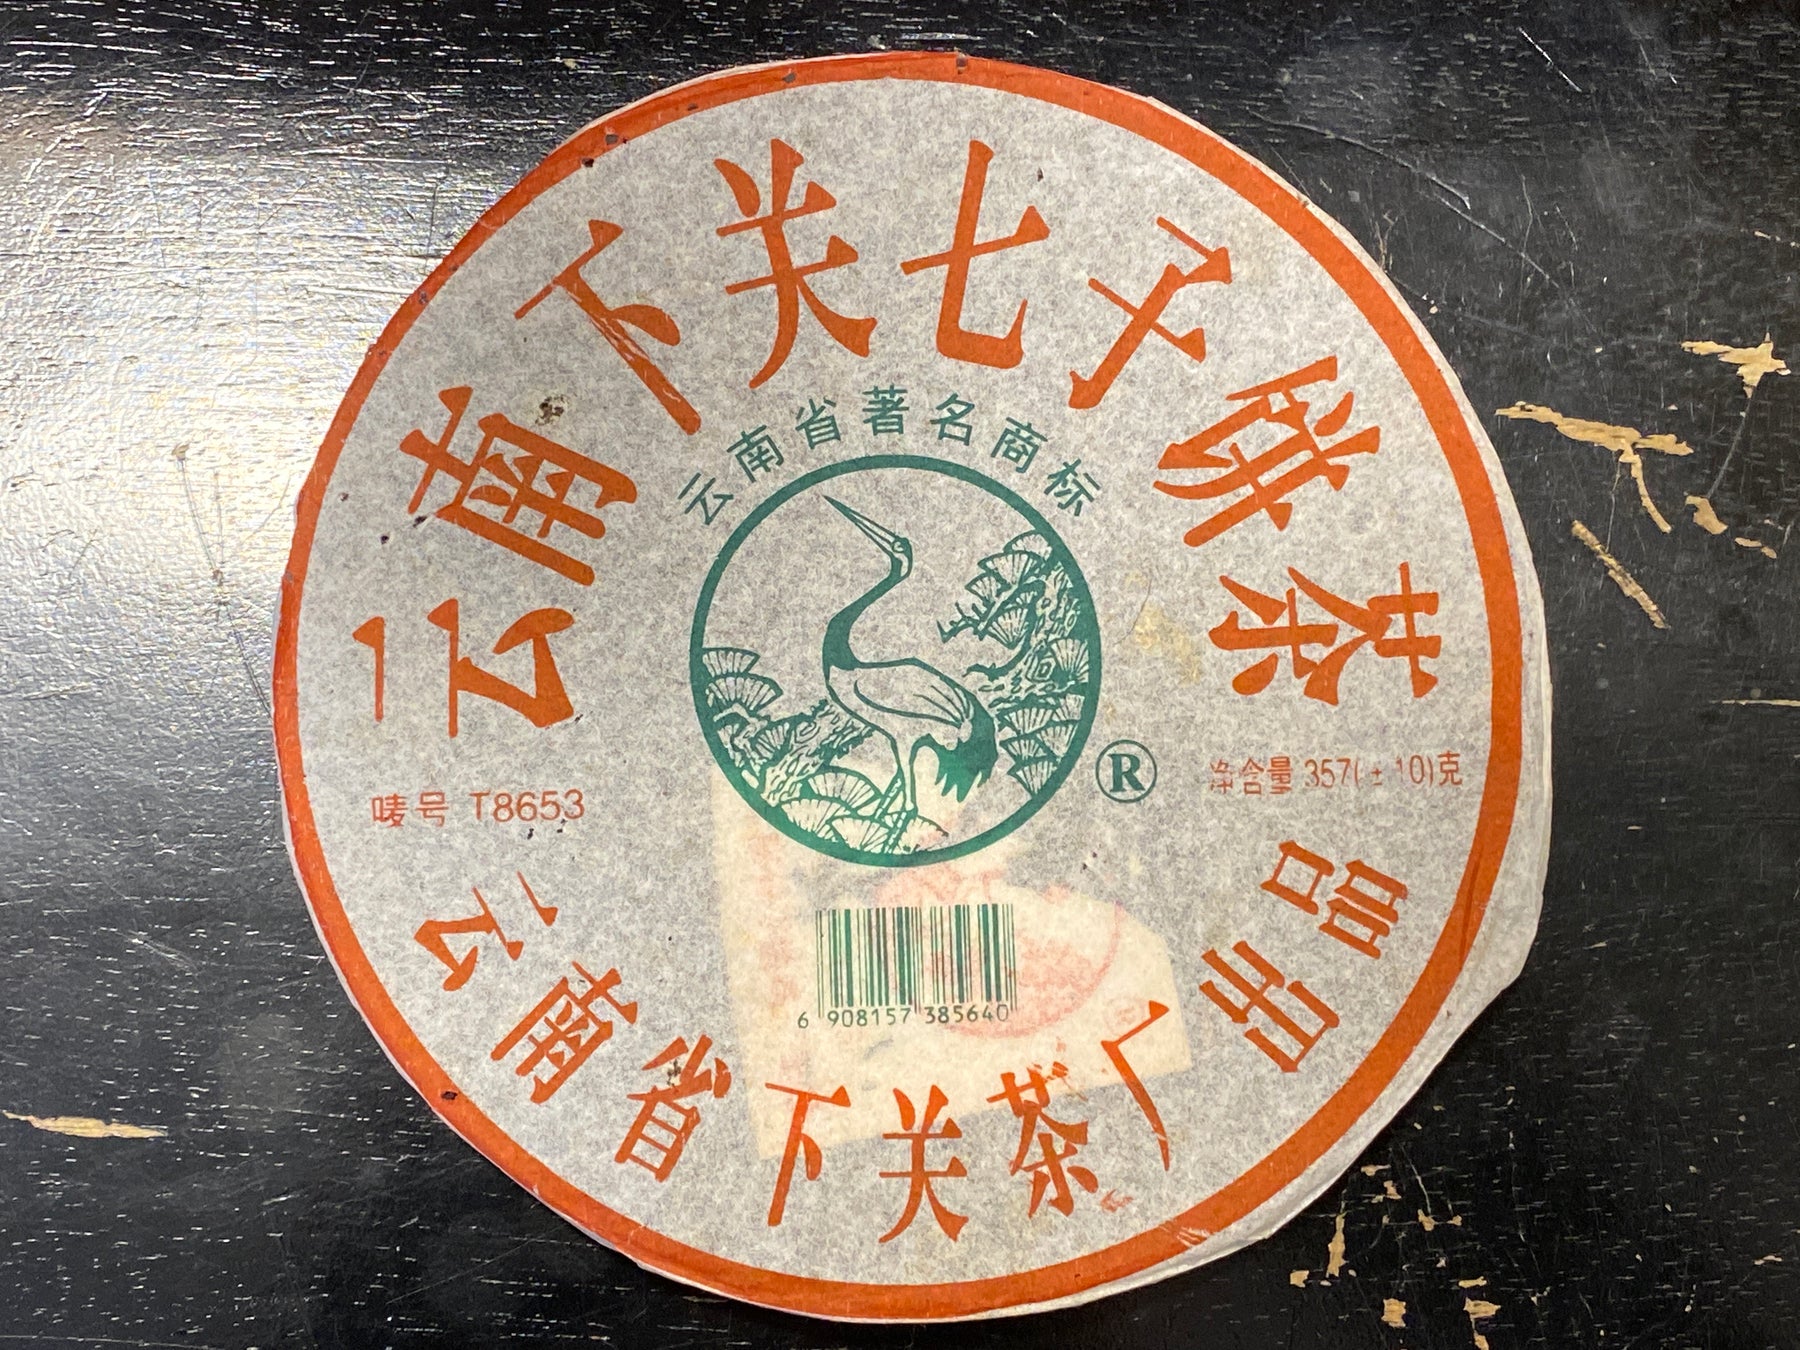 云南下关七子饼茶
云南省著名商标
®
唛号 T8653
净含量 357(±10)克
6 908157 385640
云南省下关茶厂出品